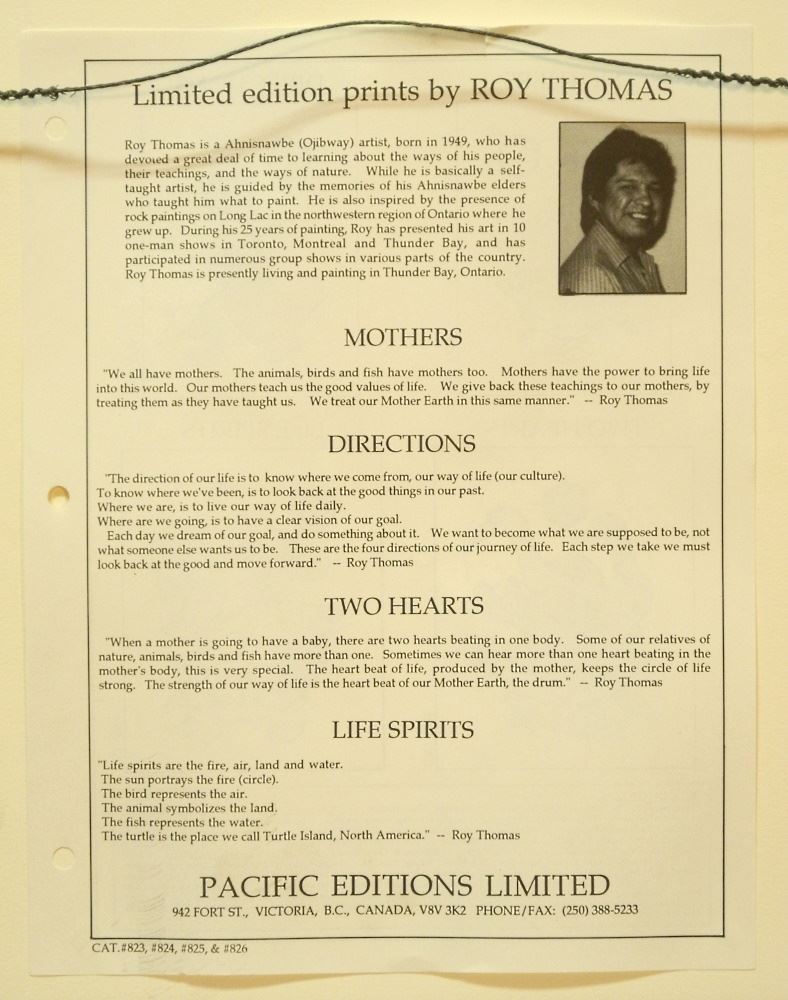 Limited edition prints by ROY THOMAS
Roy Thomas is a Ahnisnawbe (Ojibway) artist, born in 1949, who has
devoted a great deal of time to learning about the ways of his people,
their teachings, and the ways of nature. While he is basically a self-
taught artist, he is guided by the memories of his Ahnisnawbe elders
who taught him what to paint. He is also inspired by the presence of
rock paintings on Long Lac in the northwestern region of Ontario where he
grew up. During his 25 years of painting, Roy has presented his art in 10
one-man shows in Toronto, Montreal and Thunder Bay, and has
participated in numerous group shows in various parts of the country.
Roy Thomas is presently living and painting in Thunder Bay, Ontario.
MOTHERS
"We all have mothers. The animals, birds and fish have mothers too. Mothers have the power to bring life
into this world. Our mothers teach us the good values of life. We give back these teachings to our mothers, by
treating them as they have taught us. We treat our Mother Earth in this same manner." -- Roy Thomas
DIRECTIONS
"The direction of our life is to know where we come from, our way of life (our culture).
To know where we've been, is to look back at the good things in our past.
Where we are, is to live our way of life daily.
Where are we going, is to have a clear vision of our goal.
Each day we dream of our goal, and do something about it. We want to become what we are supposed to be, not
what someone else wants us to be. These are the four directions of our journey of life. Each step we take we must
look back at the good and move forward." -- Roy Thomas
TWO HEARTS
"When a mother is going to have a baby, there are two hearts beating in one body. Some of our relatives of
nature, animals, birds and fish have more than one. Sometimes we can hear more than one heart beating in the
mother's body, this is very special. The heart beat of life, produced by the mother, keeps the circle of life
strong. The strength of our way of life is the heart beat of our Mother Earth, the drum." -- Roy Thomas
LIFE SPIRITS
"Life spirits are the fire, air, land and water.
The sun portrays the fire (circle).
The bird represents the air.
The animal symbolizes the land.
The fish represents the water.
The turtle is the place we call Turtle Island, North America." -- Roy Thomas
PACIFIC EDITIONS LIMITED
942 FORT ST., VICTORIA, B.C., CANADA, V8V 3K2 PHONE/FAX: (250) 388-5233
CAT.#823, #824, #825, & #826